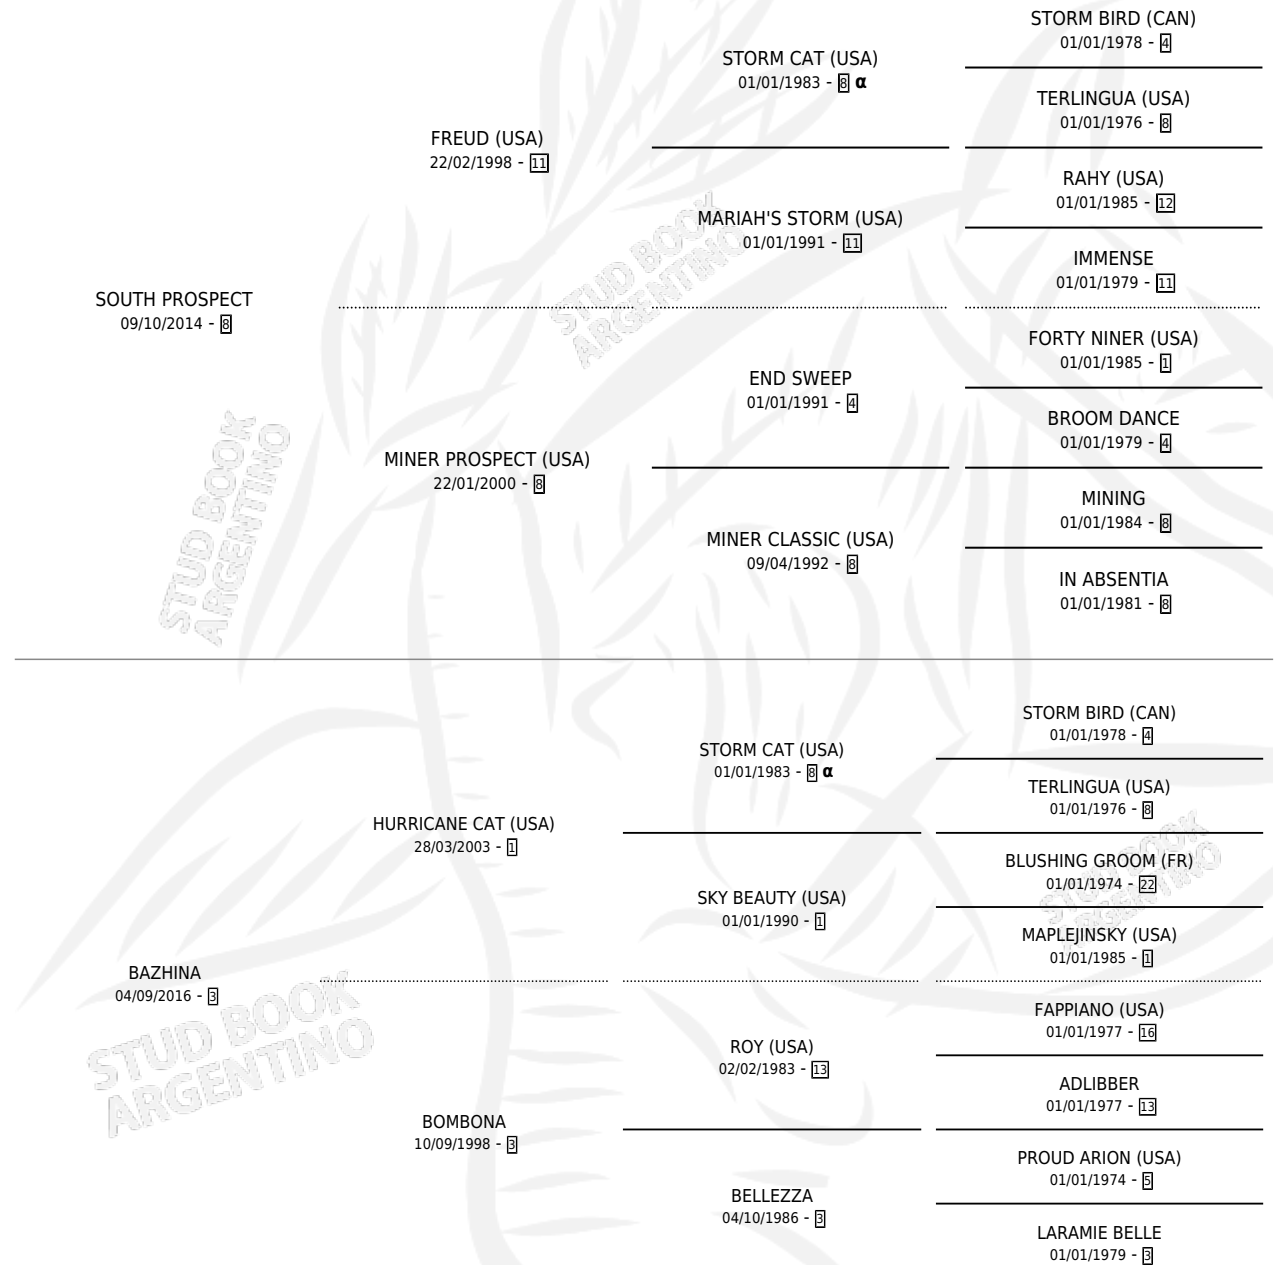 STORM BIRD (CAN)
01/01/1978 - 4
STORM CAT (USA)
01/01/1983 - 8 α
TERLINGUA (USA)
01/01/1976 - 8
FREUD (USA)
22/02/1998 - 11
RAHY (USA)
01/01/1985 - 12
MARIAH'S STORM (USA)
01/01/1991 - 11
IMMENSE
01/01/1979 - 11
STUD BOOK
ARGENTINO
SOUTH PROSPECT
09/10/2014 - 8
FORTY NINER (USA)
01/01/1985 - 1
END SWEEP
01/01/1991 - 4
BROOM DANCE
01/01/1979 - 4
MINER PROSPECT (USA)
22/01/2000 - 8
MINING
01/01/1984 - 8
MINER CLASSIC (USA)
09/04/1992 - 8
IN ABSENTIA
01/01/1981 - 8
STUD BOOK
ARGENTINO
STORM BIRD (CAN)
01/01/1978 - 4
STORM CAT (USA)
01/01/1983 - 8 α
TERLINGUA (USA)
01/01/1976 - 8
HURRICANE CAT (USA)
28/03/2003 - 1
BLUSHING GROOM (FR)
01/01/1974 - 22
STUD BOOK
ARGENTINO
SKY BEAUTY (USA)
01/01/1990 - 1
MAPLEJINSKY (USA)
01/01/1985 - 1
BAZHINA
04/09/2016 - 3
STUD BOOK
ARGENTINO
FAPPIANO (USA)
01/01/1977 - 16
ROY (USA)
02/02/1983 - 13
ADLIBBER
01/01/1977 - 13
BOMBONA
10/09/1998 - 3
PROUD ARION (USA)
01/01/1974 - 5
BELLEZZA
04/10/1986 - 3
LARAMIE BELLE
01/01/1979 - 3